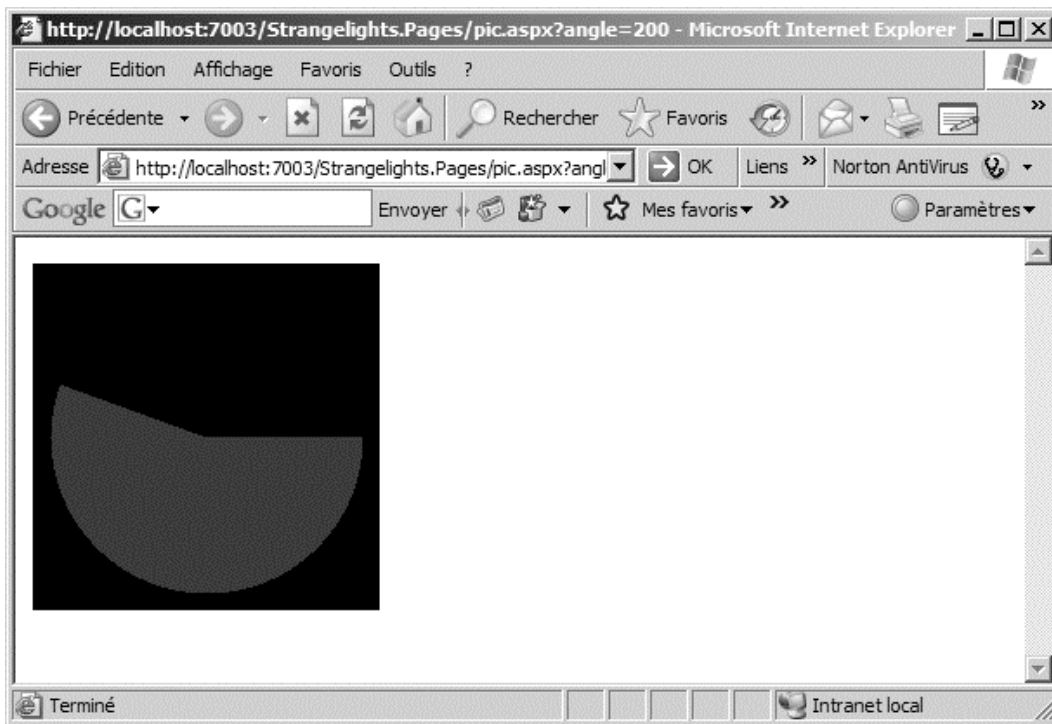 http://localhost:7003/Strangelights.Pages/pic.aspx?angle=200 - Microsoft Internet Explorer
Fichier Edition Affichage Favoris Outils ?
Précédente Rechercher Favoris »
Adresse http://localhost:7003/Strangelights.Pages/pic.aspx?angl OK Liens » Norton AntiVirus
Google G Envoyer Mes favoris » Paramètres
Terminé Intranet local